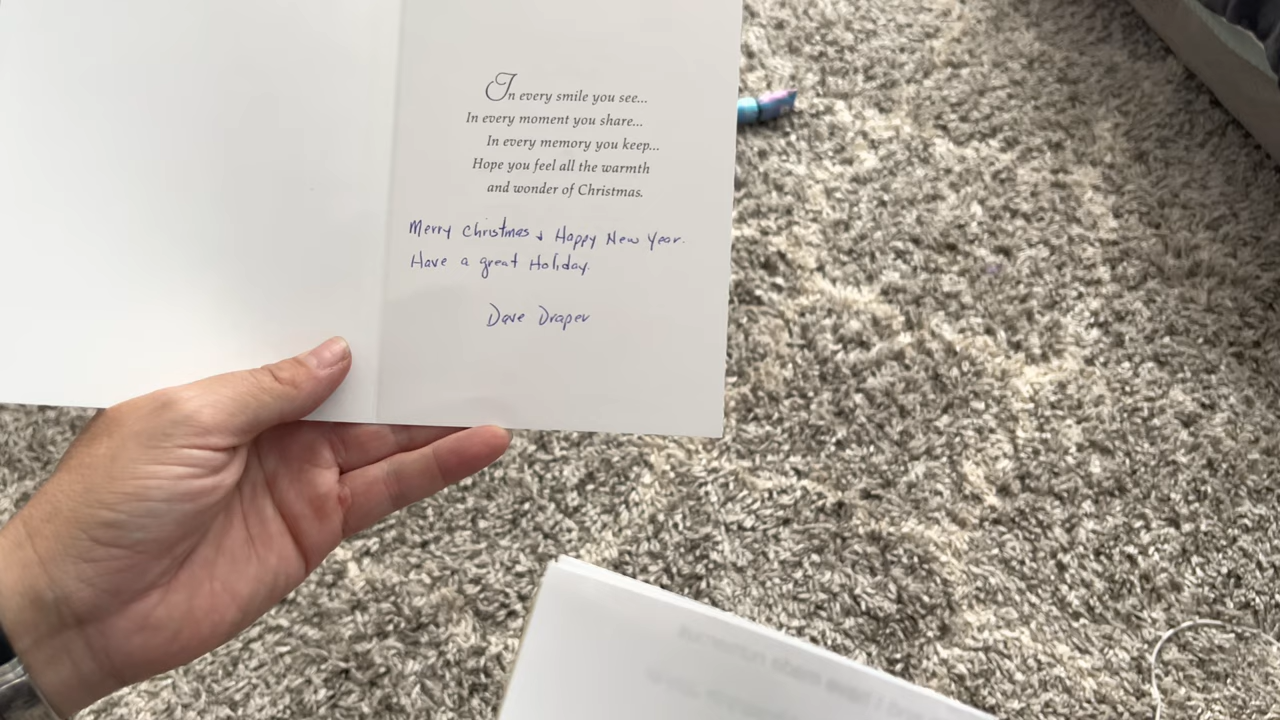 In every smile you see...
In every moment you share...
In every memory you keep...
Hope you feel all the warmth
and wonder of Christmas.
Merry Christmas & Happy New Year.
Have a great Holiday.
Dave Draper